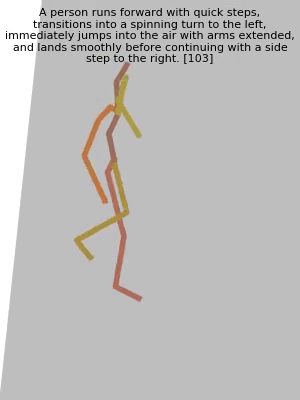 A person runs forward with quick steps,
transitions into a spinning turn to the left,
immediately jumps into the air with arms extended,
and lands smoothly before continuing with a side
step to the right. [103]